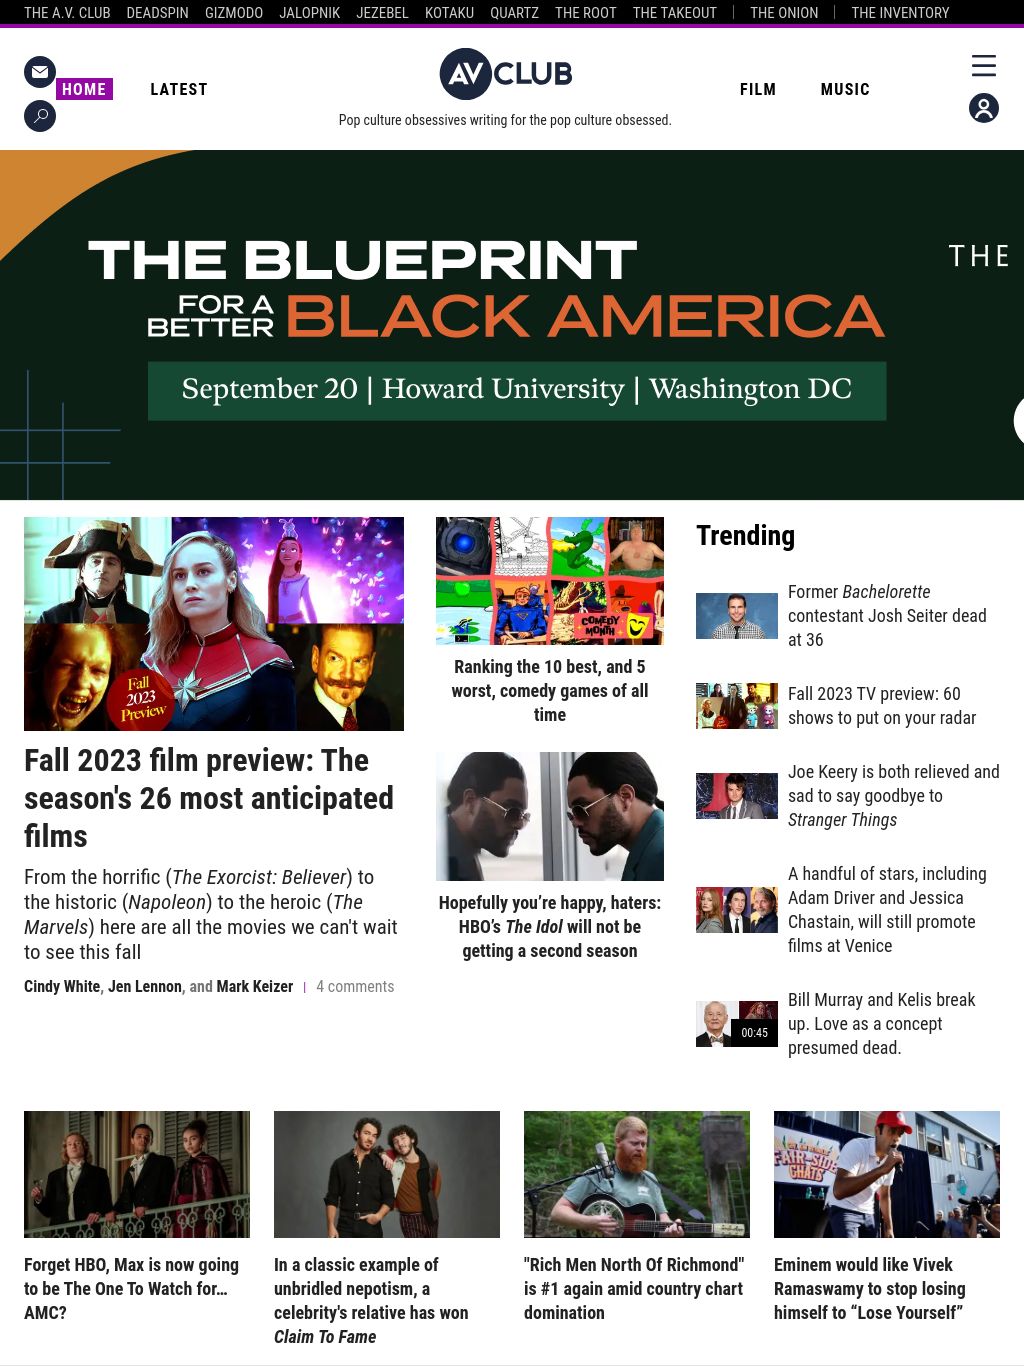 THE A.V. CLUB DEADSPIN GIZMODO JALOPNIK JEZEBEL KOTAKU QUARTZ THE ROOT THE TAKEOUT THE ONION THE INVENTORY
HOME LATEST
AV CLUB
FILM MUSIC
Pop culture obsessives writing for the pop culture obsessed.
THE BLUEPRINT
FOR A
BETTER BLACK AMERICA
September 20 | Howard University | Washington DC
THE
Fall
2023
Preview
Fall 2023 film preview: The
season's 26 most anticipated
films
From the horrific (The Exorcist: Believer) to
the historic (Napoleon) to the heroic (The
Marvels) here are all the movies we can't wait
to see this fall
Cindy White, Jen Lennon, and Mark Keizer 4 comments
COMEDY
MONTH
Ranking the 10 best, and 5
worst, comedy games of all
time
Hopefully you’re happy, haters:
HBO’s The Idol will not be
getting a second season
Trending
Former Bachelorette
contestant Josh Seiter dead
at 36
Fall 2023 TV preview: 60
shows to put on your radar
Joe Keery is both relieved and
sad to say goodbye to
Stranger Things
A handful of stars, including
Adam Driver and Jessica
Chastain, will still promote
films at Venice
00:45
Bill Murray and Kelis break
up. Love as a concept
presumed dead.
Forget HBO, Max is now going
to be The One To Watch for…
AMC?
In a classic example of
unbridled nepotism, a
celebrity's relative has won
Claim To Fame
"Rich Men North Of Richmond"
is #1 again amid country chart
domination
FAIR-SIDE
CHATS
Eminem would like Vivek
Ramaswamy to stop losing
himself to “Lose Yourself”